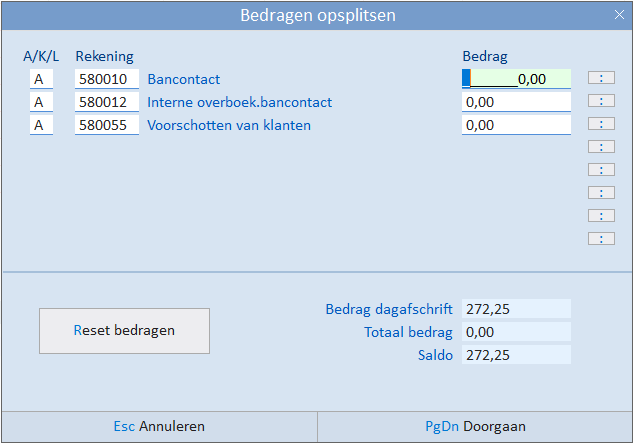 Bedragen opsplitsen
A/K/L Rekening Bedrag
A 580010 Bancontact 0,00 :
A 580012 Interne overboek.bancontact 0,00 :
A 580055 Voorschotten van klanten 0,00 :
:
:
:
:
:
Bedrag dagafschrift 272,25
Reset bedragen Totaal bedrag 0,00
Saldo 272,25
Esc Annuleren PgDn Doorgaan